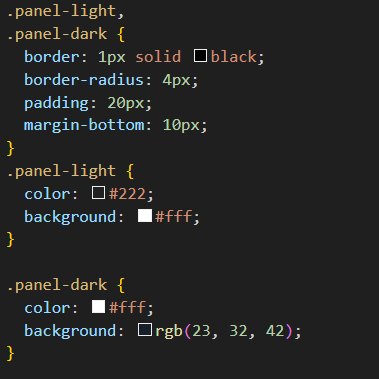 .panel-light,
.panel-dark {
  border: 1px solid black;
  border-radius: 4px;
  padding: 20px;
  margin-bottom: 10px;
}
.panel-light {
  color: #222;
  background: #fff;
}

.panel-dark {
  color: #fff;
  background: rgb(23, 32, 42);
}